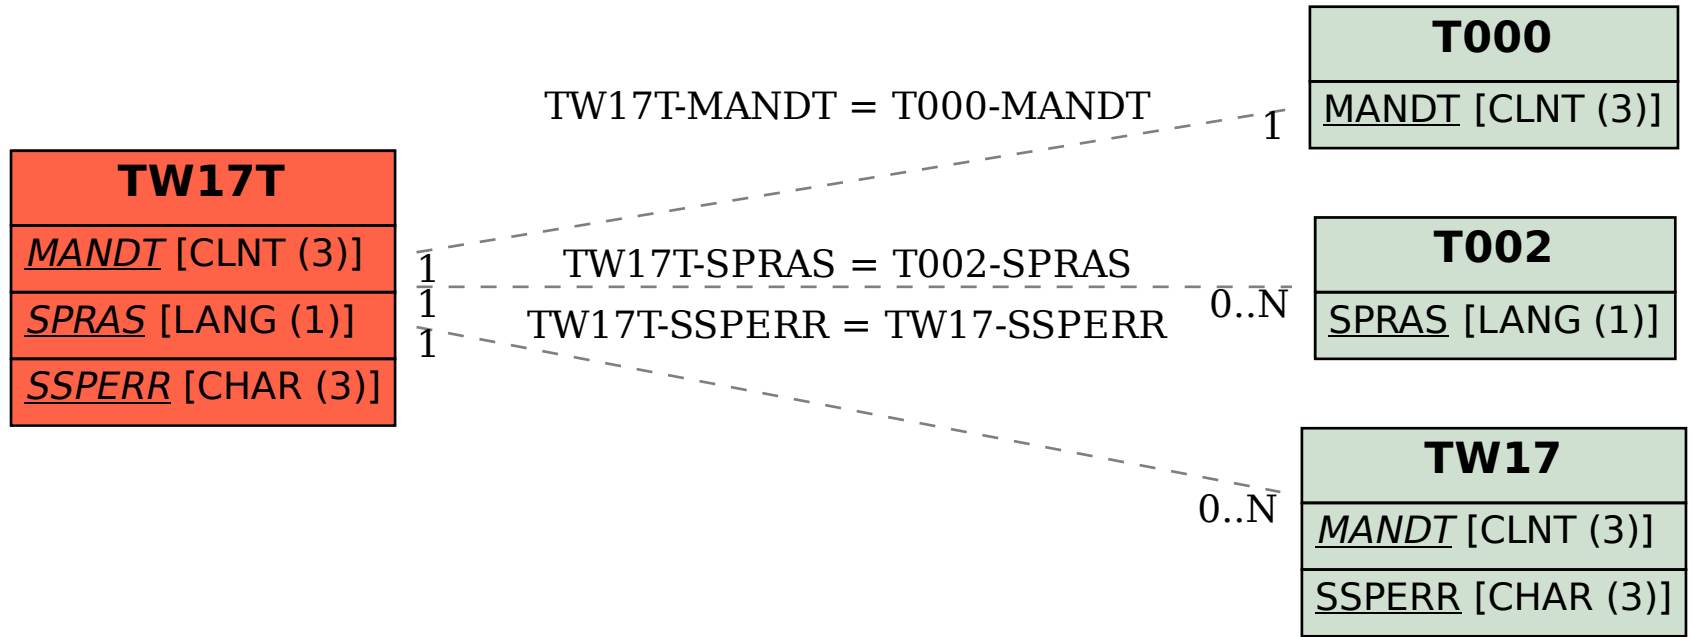 TW17T
MANDT [CLNT (3)]
SPRAS [LANG (1)]
SSPERR [CHAR (3)]
TW17T-MANDT = T000-MANDT
1
1
TW17T-SPRAS = T002-SPRAS
1
0..N
TW17T-SSPERR = TW17-SSPERR
1
0..N
T000
MANDT [CLNT (3)]
T002
SPRAS [LANG (1)]
TW17
MANDT [CLNT (3)]
SSPERR [CHAR (3)]